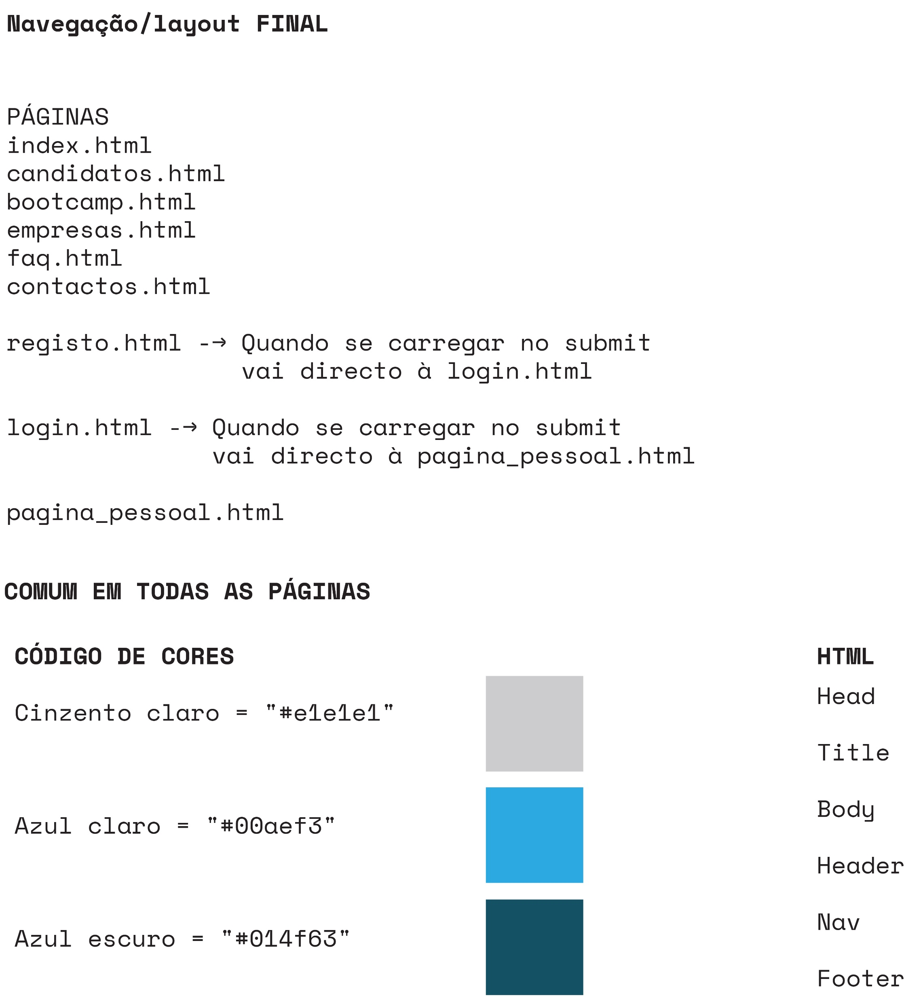 Navegação/layout FINAL
PÁGINAS
index.html
candidatos.html
bootcamp.html
empresas.html
faq.html
contactos.html
registo.html -→ Quando se carregar no submit
vai directo à login.html
login.html -→ Quando se carregar no submit
vai directo à pagina_pessoal.html
pagina_pessoal.html
COMUM EM TODAS AS PÁGINAS
CÓDIGO DE CORES
Cinzento claro = "#e1e1e1"
Azul claro = "#00aef3"
Azul escuro = "#014f63"
HTML
Head
Title
Body
Header
Nav
Footer